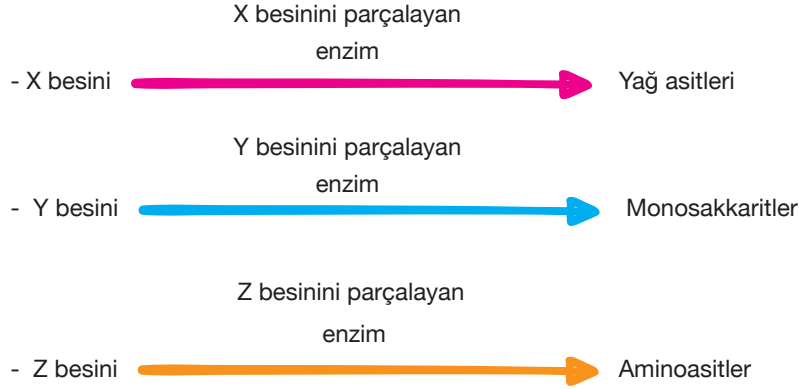 X besinini parçalayan
enzim
- X besini Yağ asitleri
Y besinini parçalayan
enzim
- Y besini Monosakkaritler
Z besinini parçalayan
enzim
- Z besini Aminoasitler